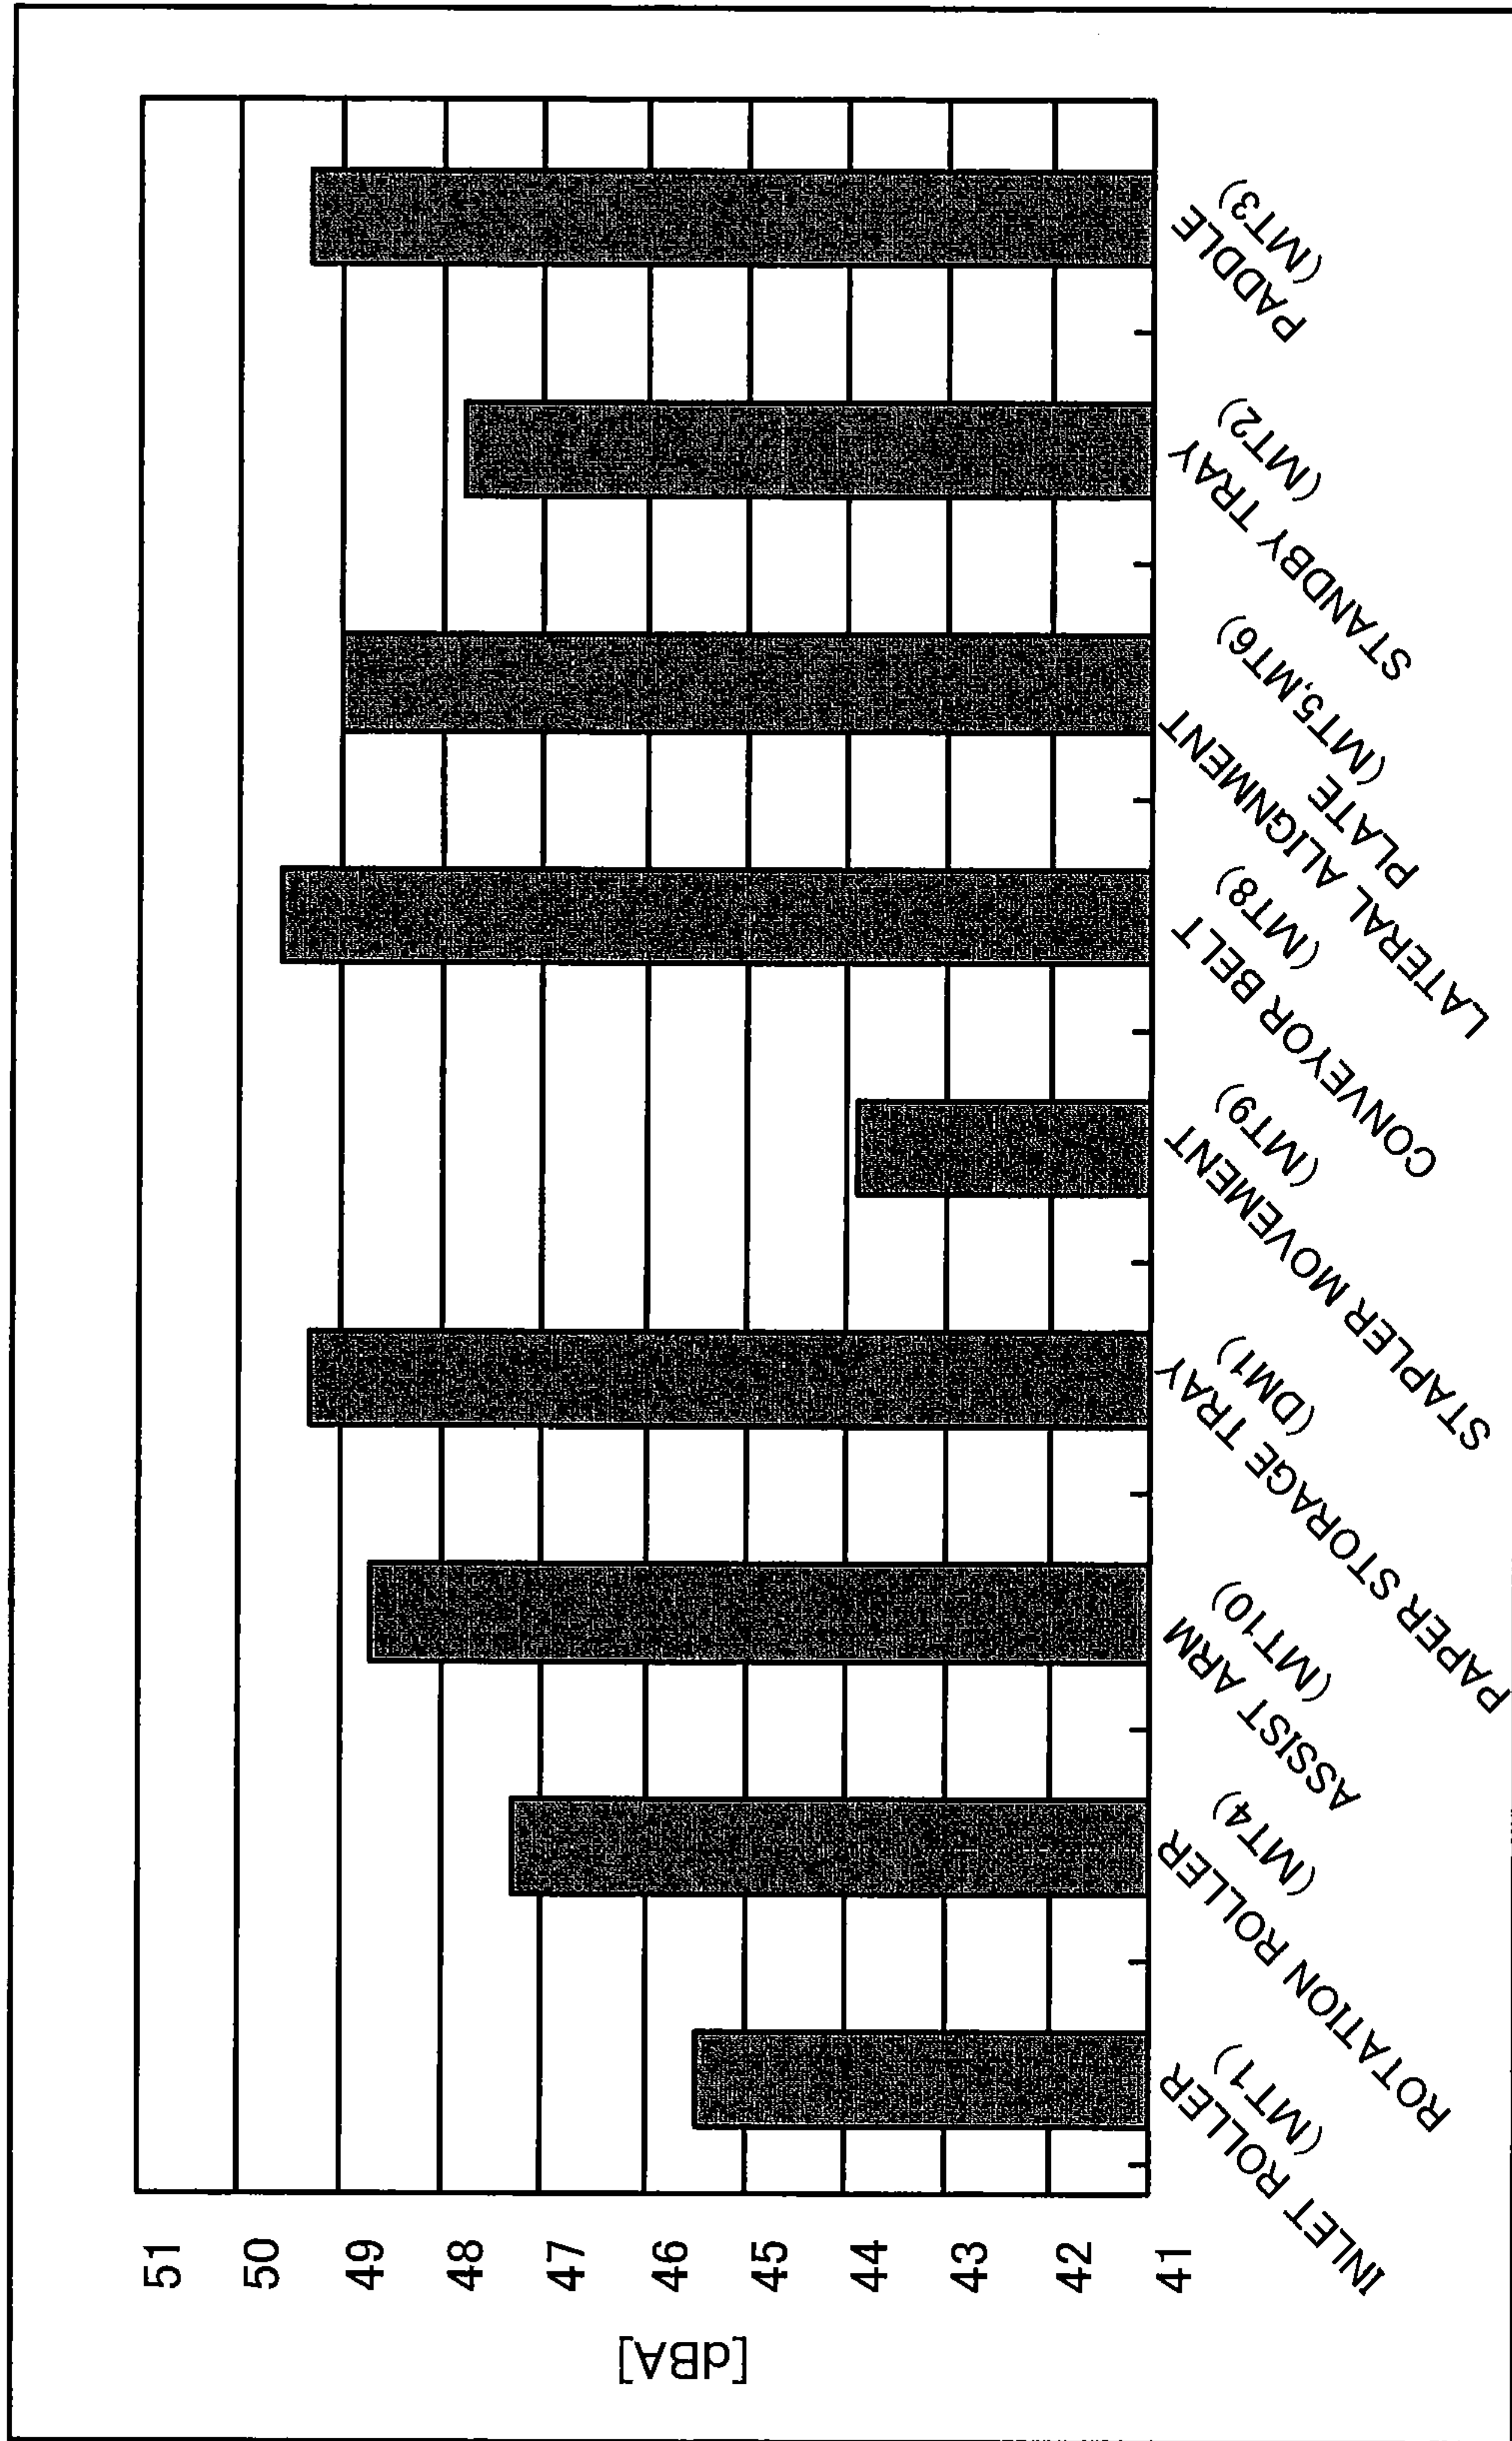 [dBA]
51
50
49
48
47
46
45
44
43
42
41
INLET ROLLER
(MT1)
ROTATION ROLLER
(MT4)
ASSIST ARM
(MT10)
PAPER STORAGE TRAY
(DM1)
STAPLER MOVEMENT
(MT9)
CONVEYOR BELT
(MT8)
LATERAL ALIGNMENT
PLATE
(MT5,MT6)
STANDBY TRAY
(MT2)
PADDLE
(MT3)